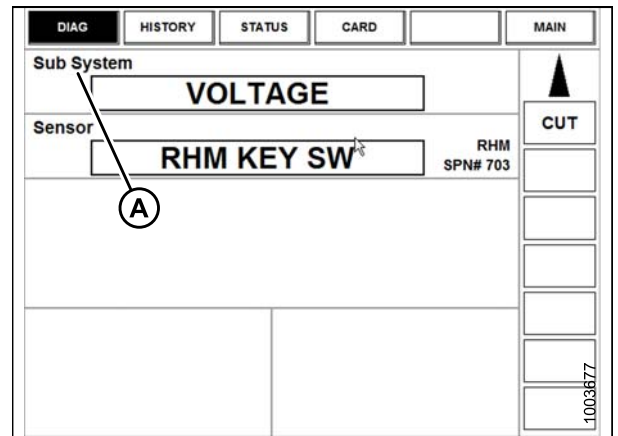 DIAG HISTORY STATUS CARD MAIN
Sub System
VOLTAGE
CUT
Sensor
RHM KEY SW
RHM
SPN# 703
A
1003677